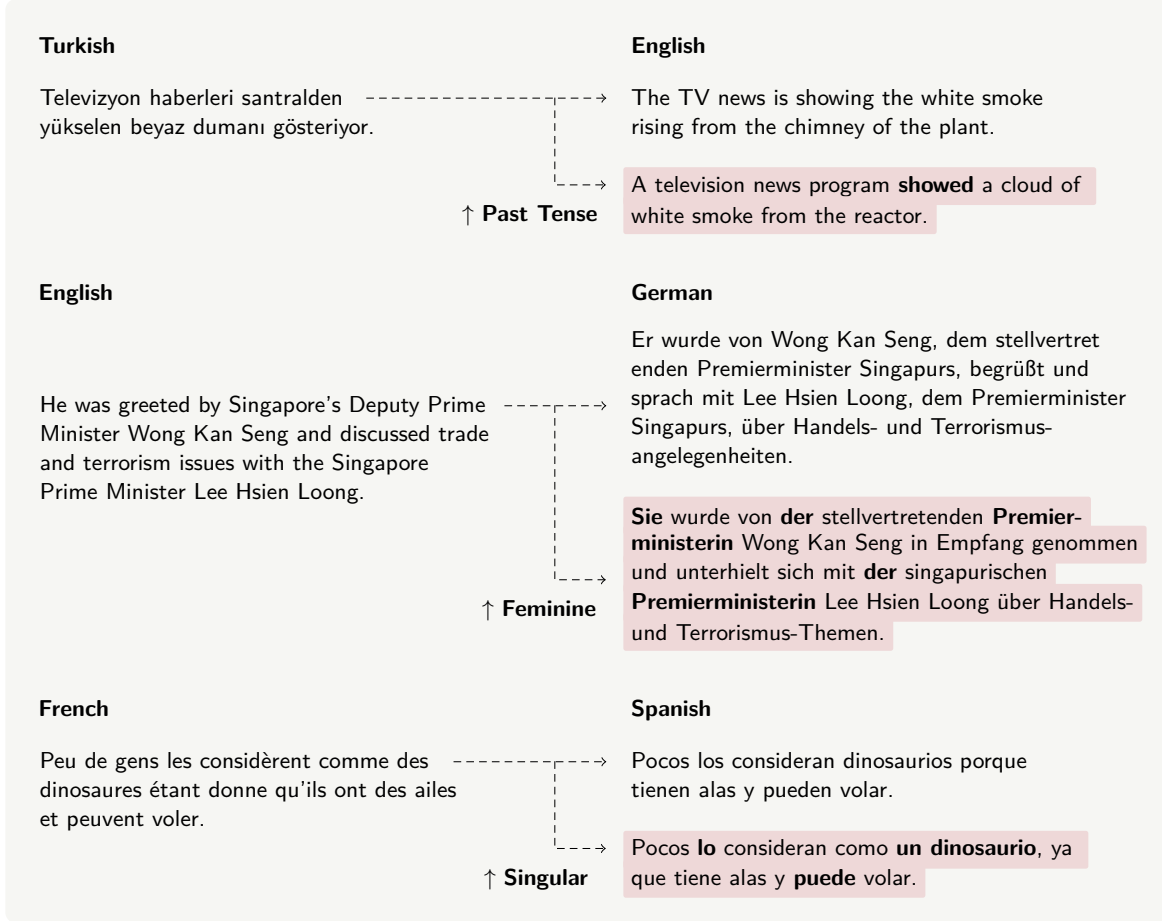 Turkish
English
Televizyon haberleri santralden
yükselen beyaz dumanı gösteriyor.
The TV news is showing the white smoke
rising from the chimney of the plant.
A television news program showed a cloud of
white smoke from the reactor.
↑ Past Tense
English
German
He was greeted by Singapore's Deputy Prime
Minister Wong Kan Seng and discussed trade
and terrorism issues with the Singapore
Prime Minister Lee Hsien Loong.
Er wurde von Wong Kan Seng, dem stellvertret
enden Premierminister Singapurs, begrüßt und
sprach mit Lee Hsien Loong, dem Premierminister
Singapurs, über Handels- und Terrorismus-
angelegenheiten.
Sie wurde von der stellvertretenden Premier-
ministerin Wong Kan Seng in Empfang genommen
und unterhielt sich mit der singapurischen
Premierministerin Lee Hsien Loong über Handels-
und Terrorismus-Themen.
↑ Feminine
French
Spanish
Peu de gens les considèrent comme des
dinosaures étant donne qu'ils ont des ailes
et peuvent voler.
Pocos los consideran dinosaurios porque
tienen alas y pueden volar.
Pocos lo consideran como un dinosaurio, ya
que tiene alas y puede volar.
↑ Singular